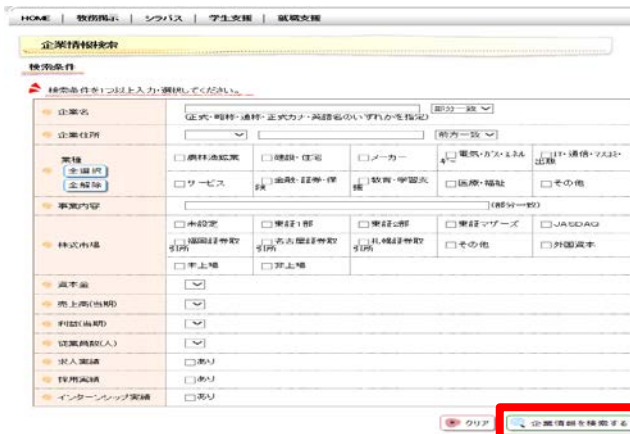 HOME | 教務掲示 | シラバス | 学生支援 | 就職支援
企業情報検索
検索条件
検索条件を1つ以上入力・選択してください。
企業名 部分一致
(正式・略称・通称・正式カナ・英語名のいずれかを指定)
企業住所 前方一致
業種
全選択
全解除
農林水鉱業 建設・住宅 メーカー 電気・ガス・エネルギー IT・通信・マスコミ・出版
サービス 金融・証券・保険 教育・学習支援 医療・福祉 その他
事業内容 (部分一致)
株式市場
未設定 東証1部 東証2部 東証マザーズ JASDAQ
福岡証券取引所 名古屋証券取引所 札幌証券取引所 その他 外国資本
未上場 非上場
資本金
売上高(当期)
利益(当期)
従業員数(人)
求人実績 あり
採用実績 あり
インターンシップ実績 あり
クリア 企業情報を検索する